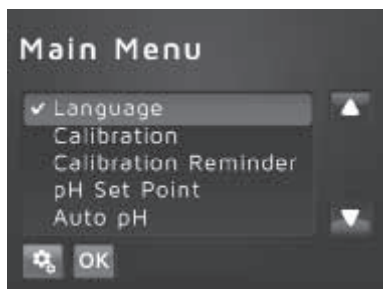 Main Menu
Language
Calibration
Calibration Reminder
pH Set Point
Auto pH
OK